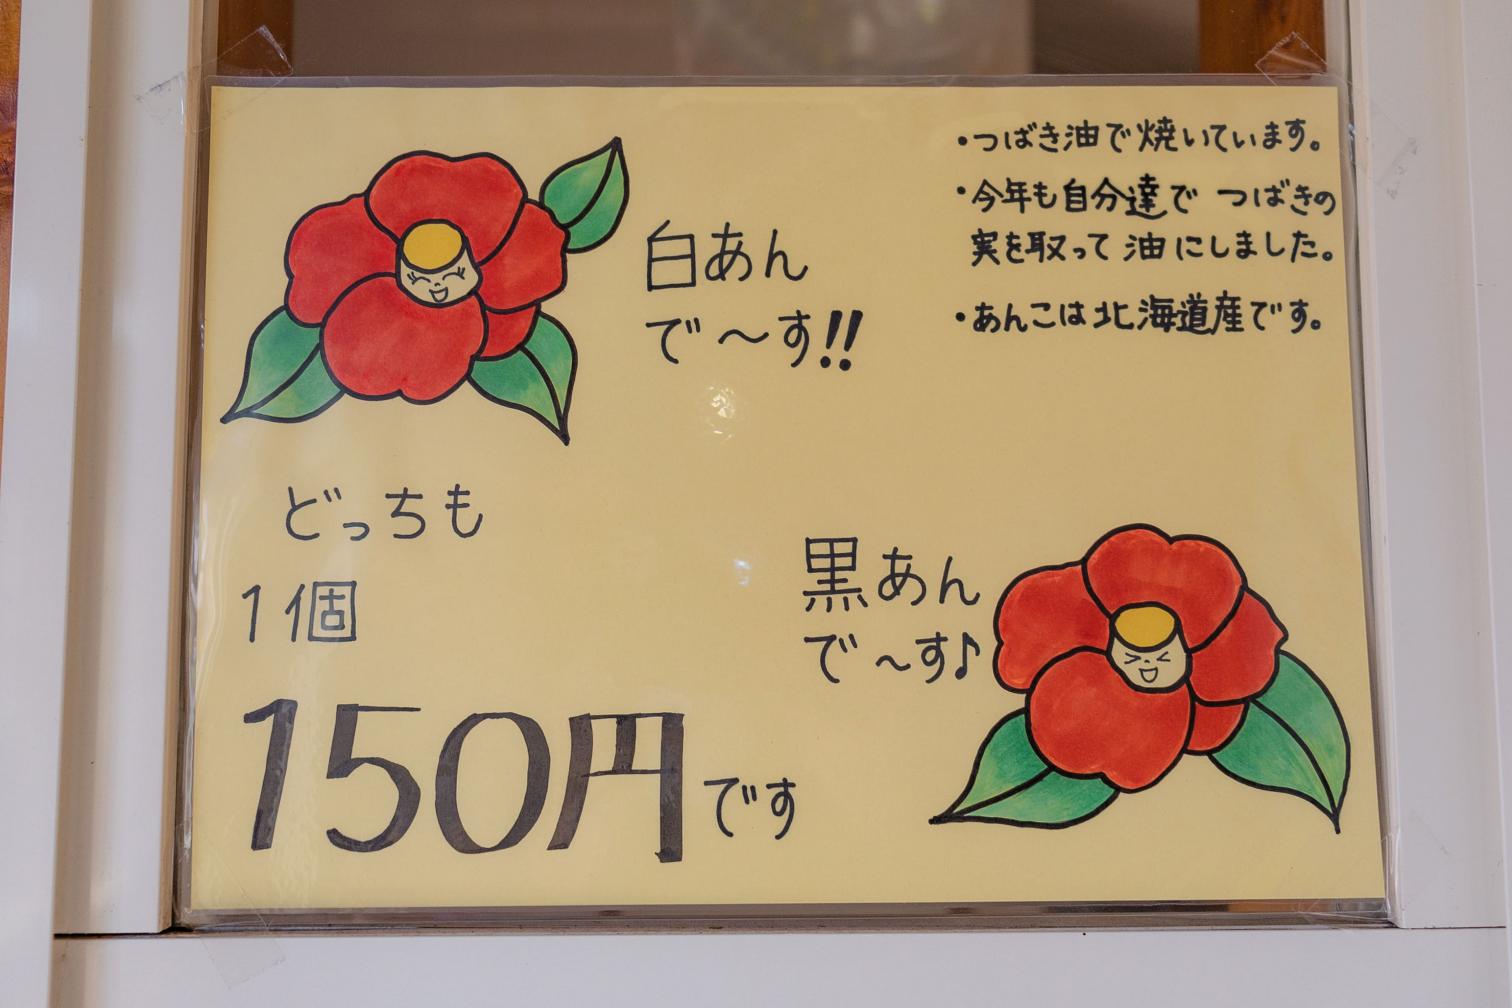 ・つばき油で焼いています。
・今年も自分達で つばきの
実を取って 油にしました。
・あんこは北海道産です。
白あん
で〜す!!
どっちも
1個
150円です
黒あん
で〜す♪